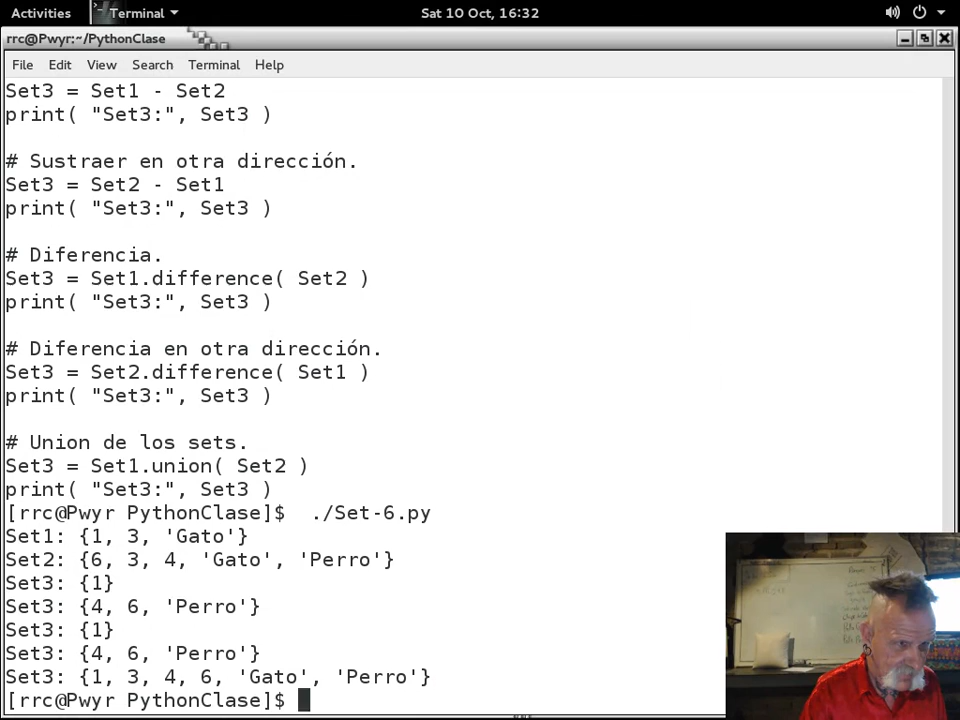 Activities Terminal Sat 10 Oct, 16:32
rrc@Pwyr:~/PythonClase
File Edit View Search Terminal Help
Set3 = Set1 - Set2
print( "Set3:", Set3 )
# Sustraer en otra dirección.
Set3 = Set2 - Set1
print( "Set3:", Set3 )
# Diferencia.
Set3 = Set1.difference( Set2 )
print( "Set3:", Set3 )
# Diferencia en otra dirección.
Set3 = Set2.difference( Set1 )
print( "Set3:", Set3 )
# Union de los sets.
Set3 = Set1.union( Set2 )
print( "Set3:", Set3 )
[rrc@Pwyr PythonClase]$  ./Set-6.py
Set1: {1, 3, 'Gato'}
Set2: {6, 3, 4, 'Gato', 'Perro'}
Set3: {1}
Set3: {4, 6, 'Perro'}
Set3: {1}
Set3: {4, 6, 'Perro'}
Set3: {1, 3, 4, 6, 'Gato', 'Perro'}
[rrc@Pwyr PythonClase]$